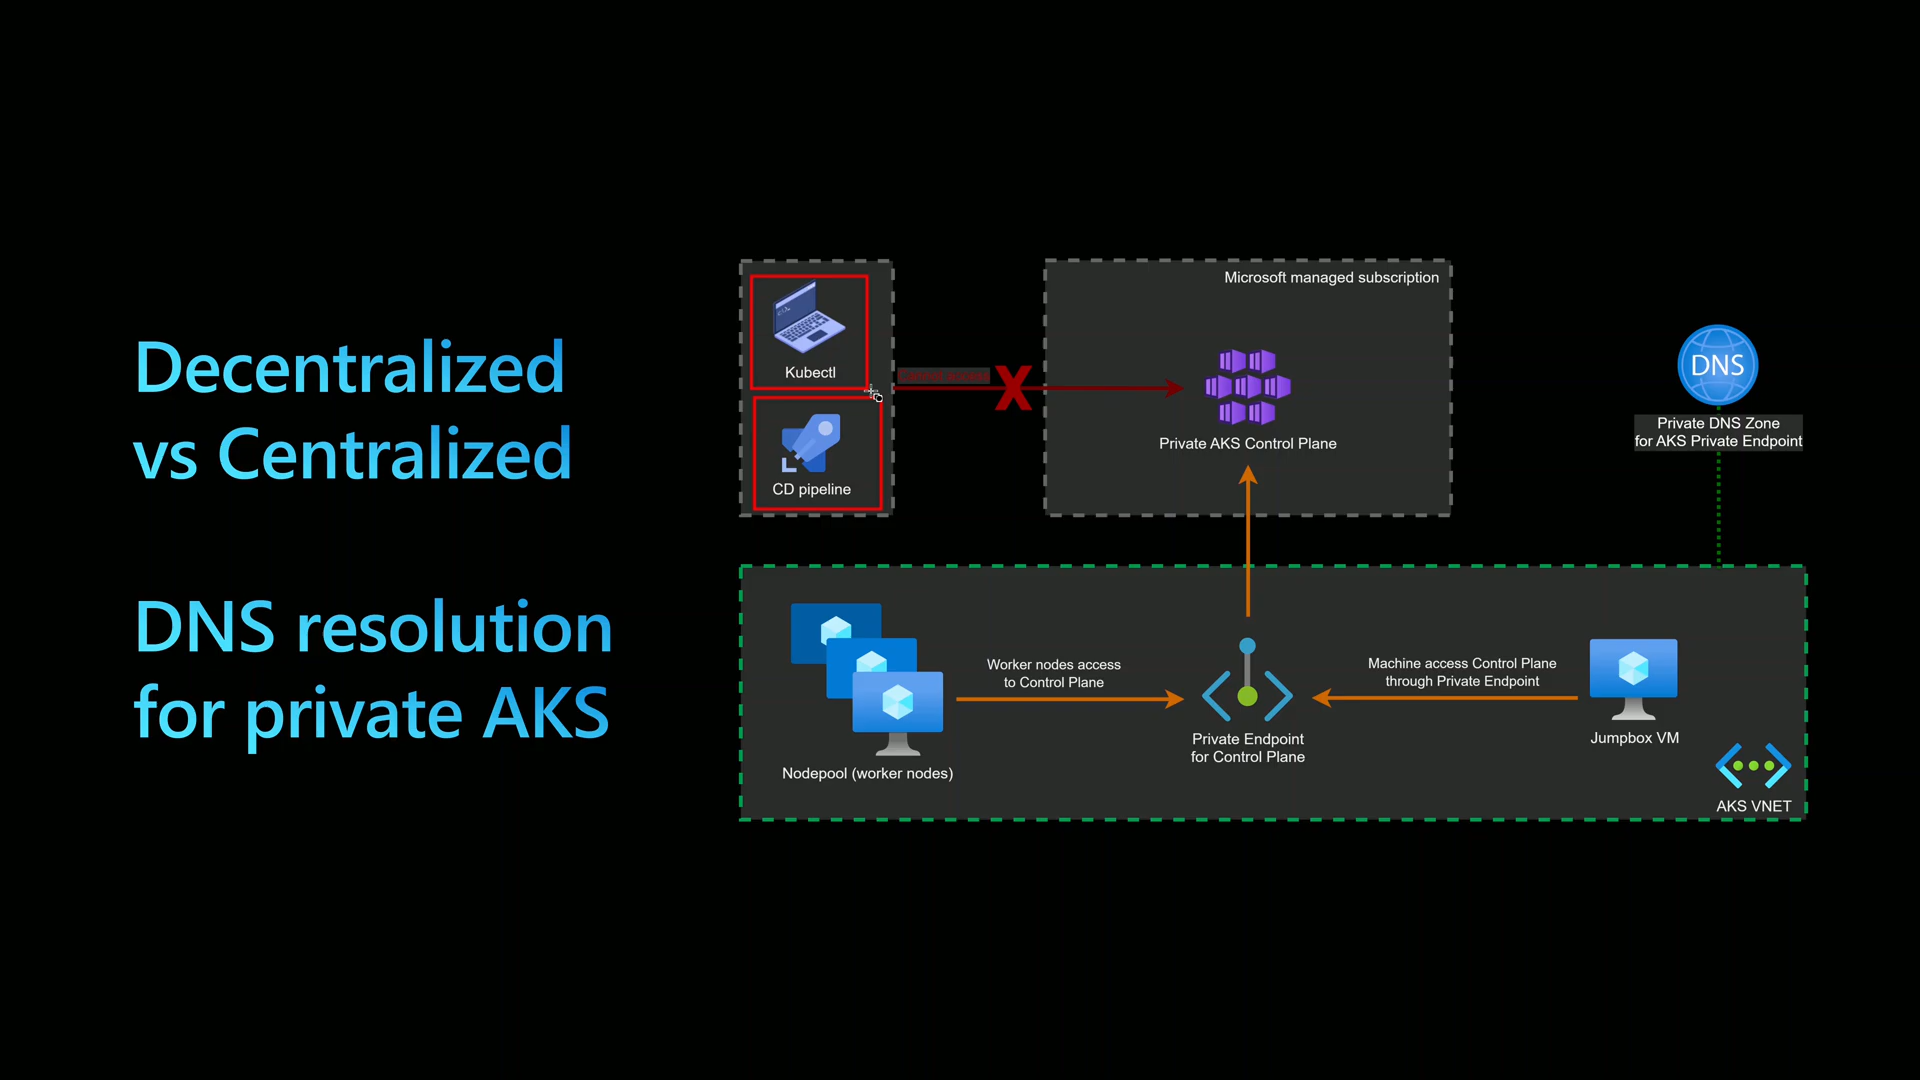 Decentralized
vs Centralized
DNS resolution
for private AKS
Kubectl
CD pipeline
Cannot access
X
Microsoft managed subscription
Private AKS Control Plane
DNS
Private DNS Zone
for AKS Private Endpoint
Worker nodes access
to Control Plane
Nodepool (worker nodes)
Private Endpoint
for Control Plane
Machine access Control Plane
through Private Endpoint
Jumpbox VM
AKS VNET